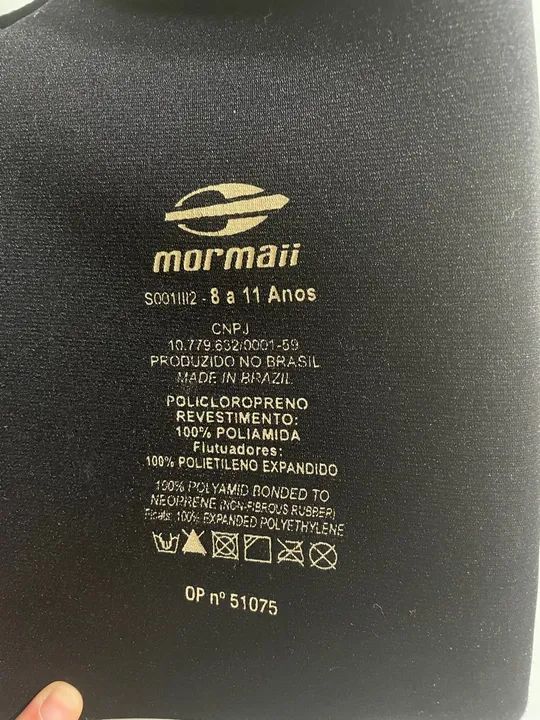 mormaii
S001III2 - 8 a 11 Anos
CNPJ
10.779.632/0001-59
PRODUZIDO NO BRASIL
MADE IN BRAZIL
POLICLOROPRENO
REVESTIMENTO:
100% POLIAMIDA
Flutuadores:
100% POLIETILENO EXPANDIDO
100% POLYAMID BONDED TO
NEOPRENE (NON-FIBROUS RUBBER)
Floats: 100% EXPANDED POLYETHYLENE
OP nº 51075